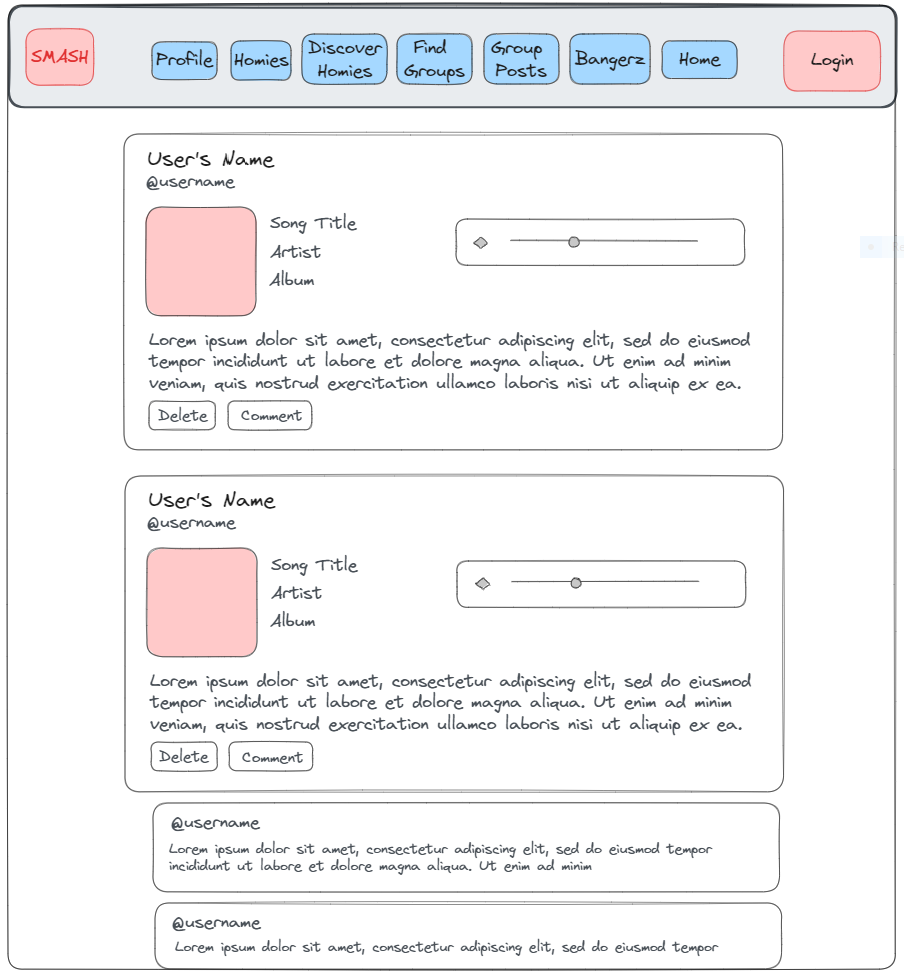 SMASH
Profile
Homies
Discover
Homies
Find
Groups
Group
Posts
Bangerz
Home
Login
User's Name
@username
Song Title
Artist
Album
Lorem ipsum dolor sit amet, consectetur adipiscing elit, sed do eiusmod
tempor incididunt ut labore et dolore magna aliqua. Ut enim ad minim
veniam, quis nostrud exercitation ullamco laboris nisi ut aliquip ex ea.
Delete
Comment
User's Name
@username
Song Title
Artist
Album
Lorem ipsum dolor sit amet, consectetur adipiscing elit, sed do eiusmod
tempor incididunt ut labore et dolore magna aliqua. Ut enim ad minim
veniam, quis nostrud exercitation ullamco laboris nisi ut aliquip ex ea.
Delete
Comment
@username
Lorem ipsum dolor sit amet, consectetur adipiscing elit, sed do eiusmod tempor
incididunt ut labore et dolore magna aliqua. Ut enim ad minim
@username
Lorem ipsum dolor sit amet, consectetur adipiscing elit, sed do eiusmod tempor